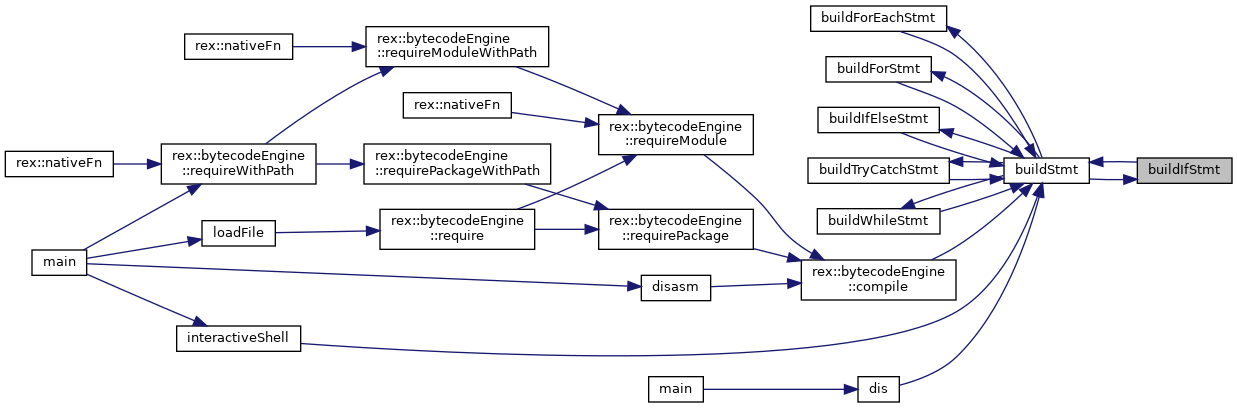 buildForEachStmt
rex::bytecodeEngine
::requireModuleWithPath
rex::nativeFn
buildForStmt
rex::nativeFn
buildIfElseStmt
rex::bytecodeEngine
::requireModule
rex::nativeFn
rex::bytecodeEngine
::requireWithPath
rex::bytecodeEngine
::requirePackageWithPath
buildTryCatchStmt
buildStmt
buildIfStmt
loadFile
rex::bytecodeEngine
::require
rex::bytecodeEngine
::requirePackage
buildWhileStmt
main
disasm
rex::bytecodeEngine
::compile
interactiveShell
main
dis